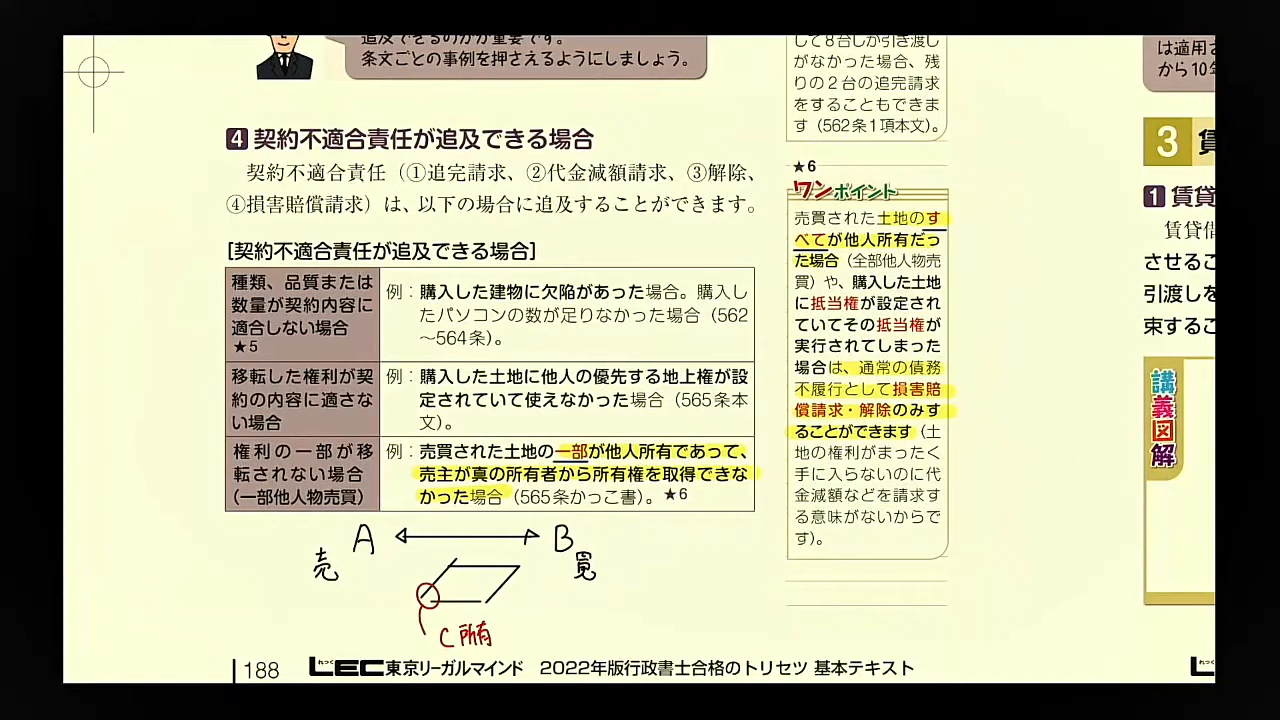 追及できるのかが重要です。
条文ごとの事例を押さえるようにしましょう。
4 契約不適合責任が追及できる場合
契約不適合責任（①追完請求、②代金減額請求、③解除、
④損害賠償請求）は、以下の場合に追及することができます。
[契約不適合責任が追及できる場合]
種類、品質または
数量が契約内容に
適合しない場合
★5
例：購入した建物に欠陥があった場合。購入し
たパソコンの数が足りなかった場合（562
～564条）。
移転した権利が契
約の内容に適さな
い場合
例：購入した土地に他人の優先する地上権が設
定されていて使えなかった場合（565条本
文）。
権利の一部が移
転されない場合
（一部他人物売買）
例：売買された土地の一部が他人所有であって、
売主が真の所有者から所有権を取得できな
かった場合（565条かっこ書）。★6
A B
売 買
C所有
188 れっく LEC東京リーガルマインド 2022年版行政書士合格のトリセツ 基本テキスト
して8台しか引き渡し
がなかった場合、残
りの2台の追完請求
をすることもできま
す（562条1項本文）。
★6
ワンポイント
売買された土地のす
べてが他人所有だっ
た場合（全部他人物売
買）や、購入した土地
に抵当権が設定され
ていてその抵当権が
実行されてしまった
場合は、通常の債務
不履行として損害賠
償請求・解除のみす
ることができます（土
地の権利がまったく
手に入らないのに代
金減額などを請求す
る意味がないからで
す）。
は適用さ
から10年
3
1 賃貸
賃貸借
させるこ
引渡しを
束するこ
講義図解
れっく